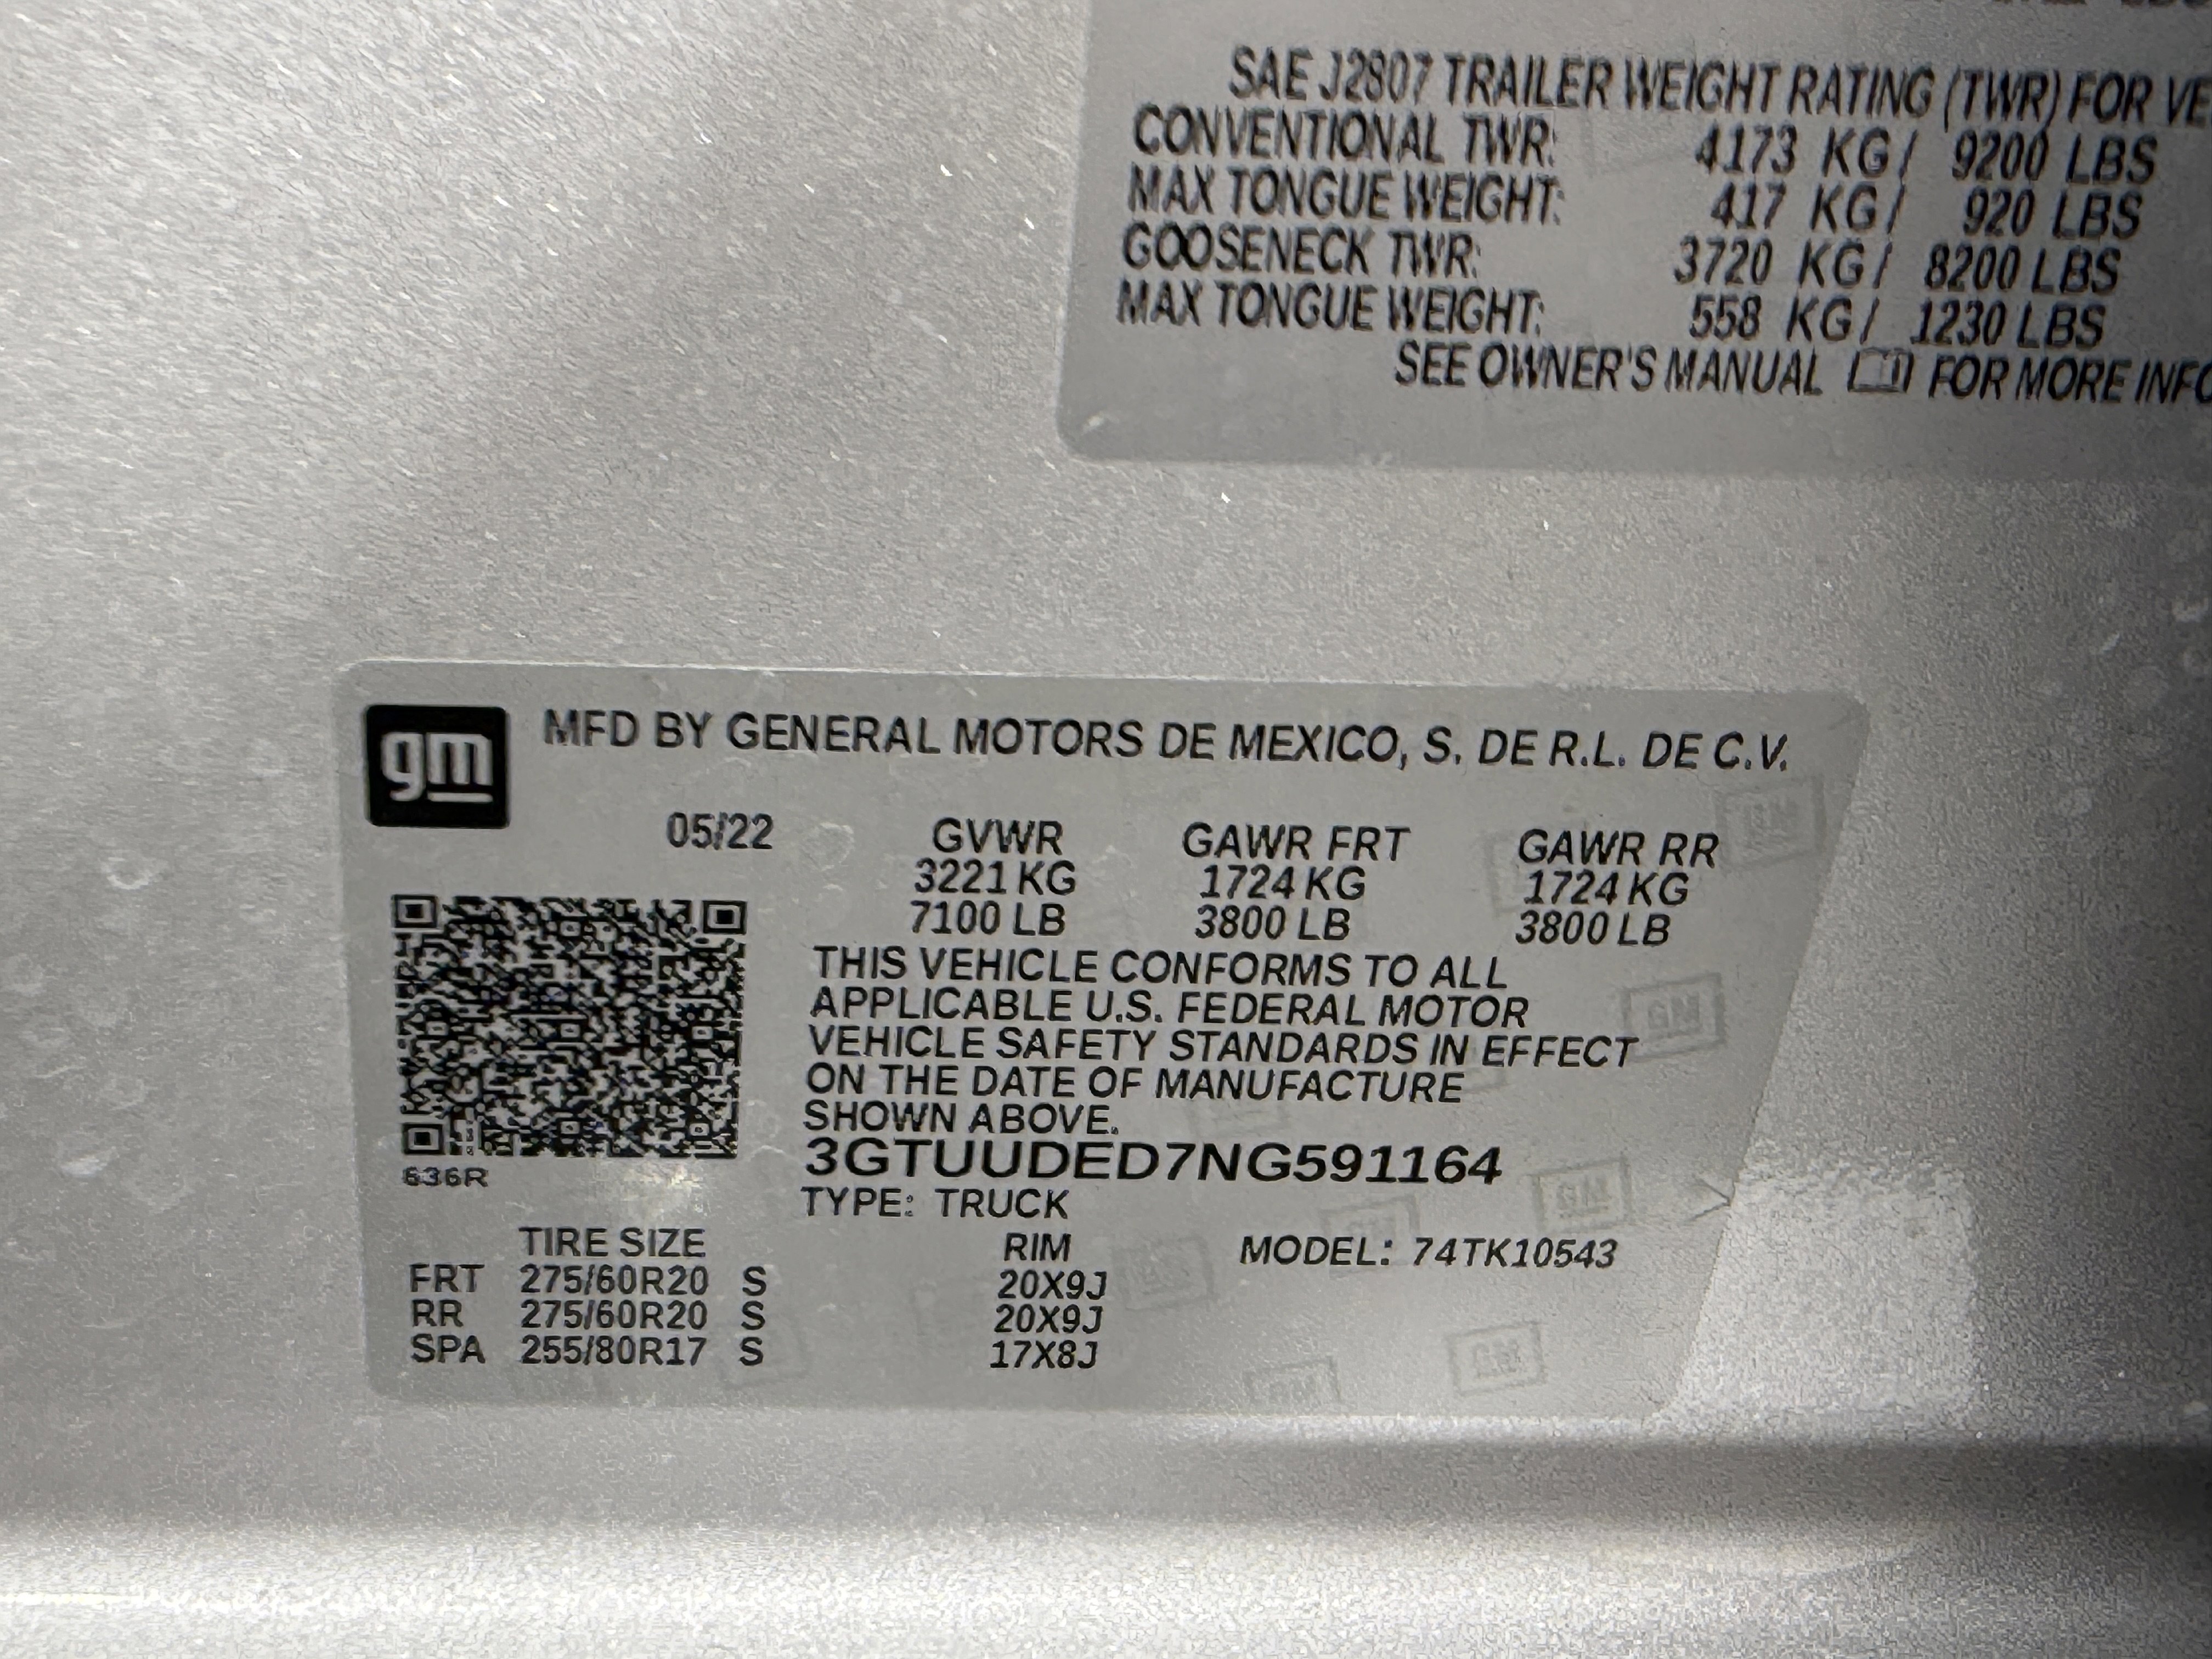 SAE J2807 TRAILER WEIGHT RATING (TWR) FOR VE
CONVENTIONAL TWR: 4173 KG / 9200 LBS
MAX TONGUE WEIGHT: 417 KG / 920 LBS
GOOSENECK TWR: 3720 KG / 8200 LBS
MAX TONGUE WEIGHT: 558 KG / 1230 LBS
SEE OWNER'S MANUAL FOR MORE INFO
gm
MFD BY GENERAL MOTORS DE MEXICO, S. DE R.L. DE C.V.
05/22 GVWR GAWR FRT GAWR RR
3221 KG 1724 KG 1724 KG
7100 LB 3800 LB 3800 LB
THIS VEHICLE CONFORMS TO ALL
APPLICABLE U.S. FEDERAL MOTOR
VEHICLE SAFETY STANDARDS IN EFFECT
ON THE DATE OF MANUFACTURE
SHOWN ABOVE.
3GTUUDED7NG591164
636R
TYPE: TRUCK
TIRE SIZE RIM MODEL: 74TK10543
FRT 275/60R20 S 20X9J
RR 275/60R20 S 20X9J
SPA 255/80R17 S 17X8J